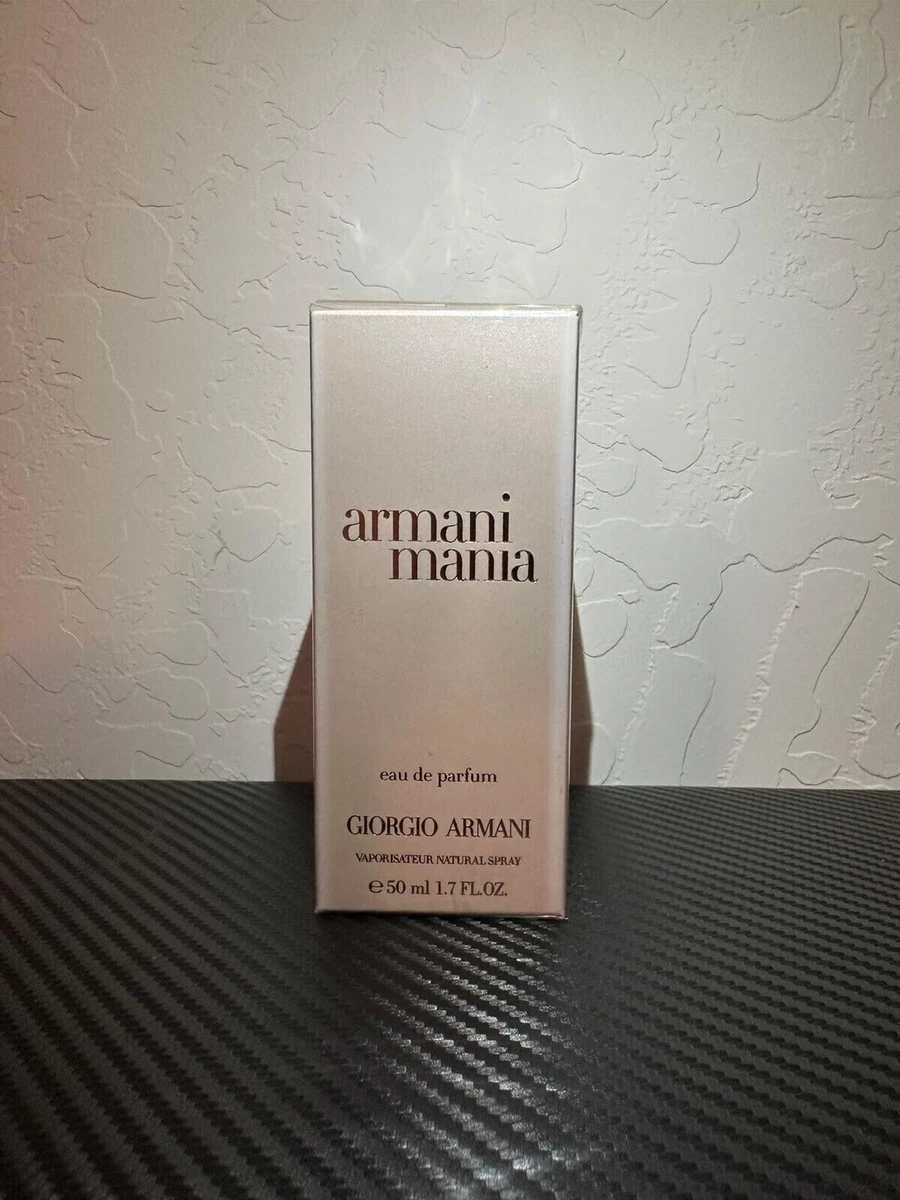 armani
mania
eau de parfum
GIORGIO ARMANI
VAPORISATEUR NATURAL SPRAY
℮ 50 ml 1.7 FL.OZ.